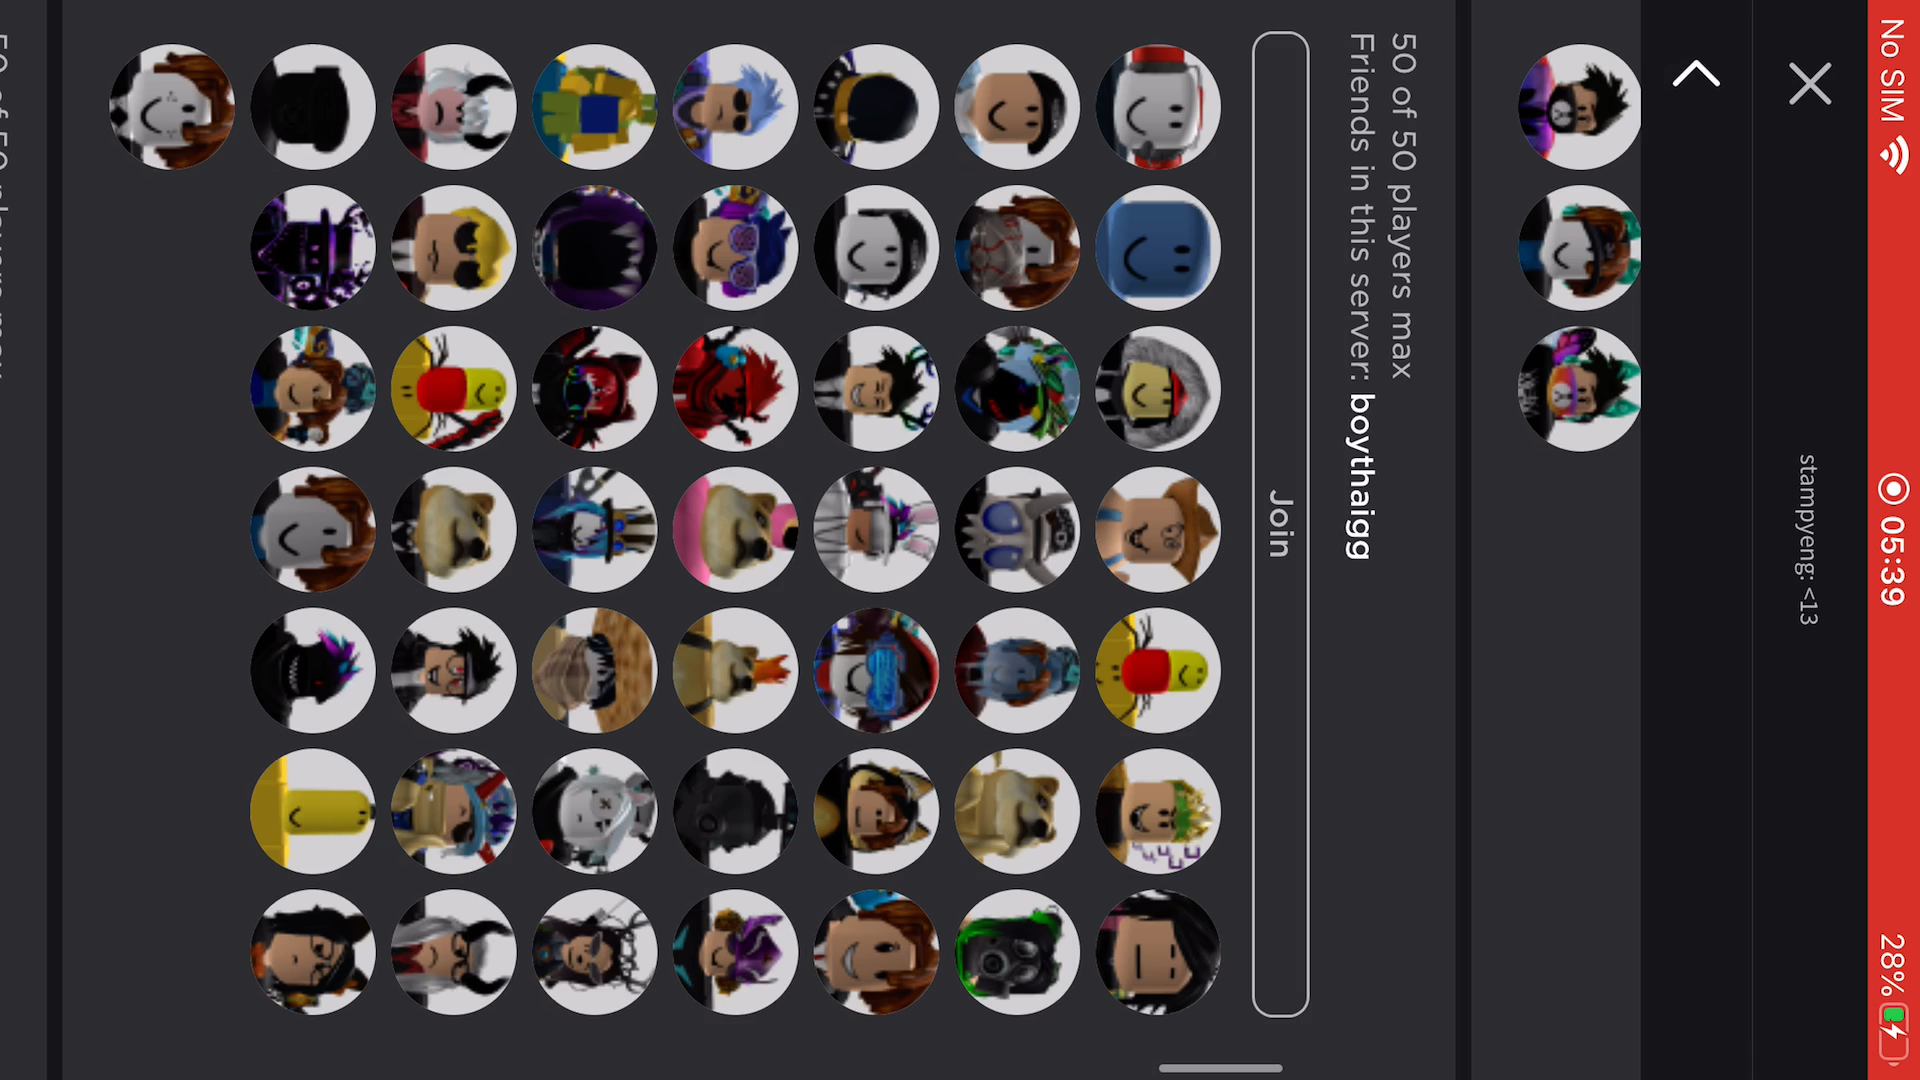 No SIM 05:39 28%
stampyeng: <13
50 of 50 players max
Friends in this server: boythaigg
Join